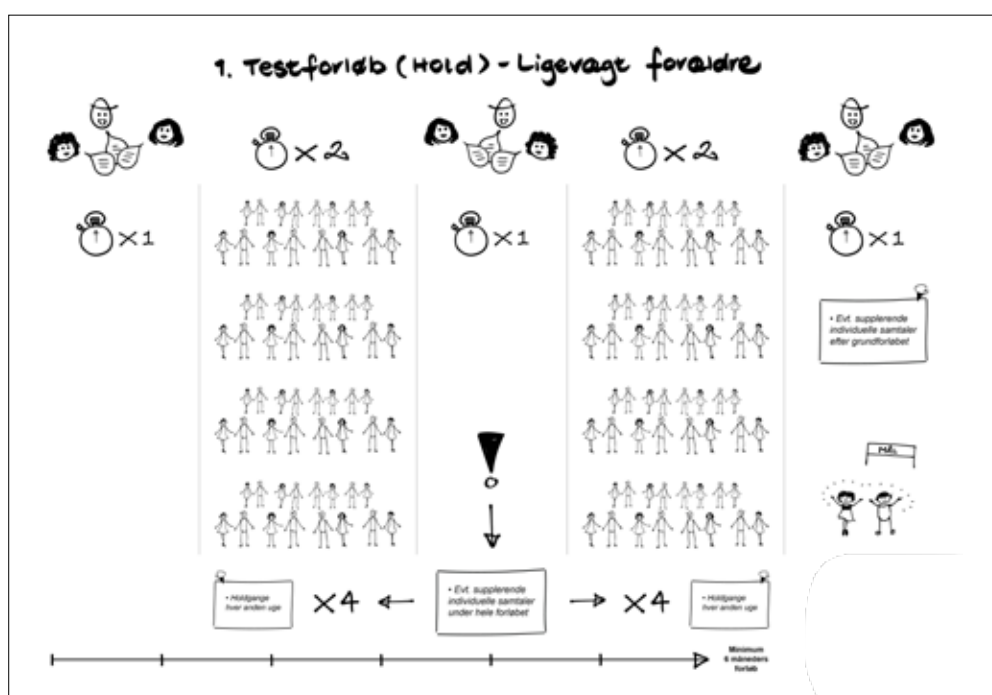 1. Testforløb (Hold) - Ligevægt forældre
×2
×2
×1
×1
×1
• Evt. supplerende
individuelle samtaler
efter grundforløbet
MÅL
• Holdgange
hver anden uge
×4
• Evt. supplerende
individuelle samtaler
under hele forløbet
×4
• Holdgange
hver anden uge
Minimum
6 måneders
forløb